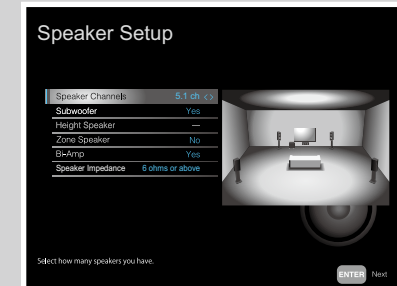 Speaker Setup
Speaker Channels 5.1 ch <>
Subwoofer Yes
Height Speaker ---
Zone Speaker No
Bi-Amp Yes
Speaker Impedance 6 ohms or above
Select how many speakers you have.
ENTER Next